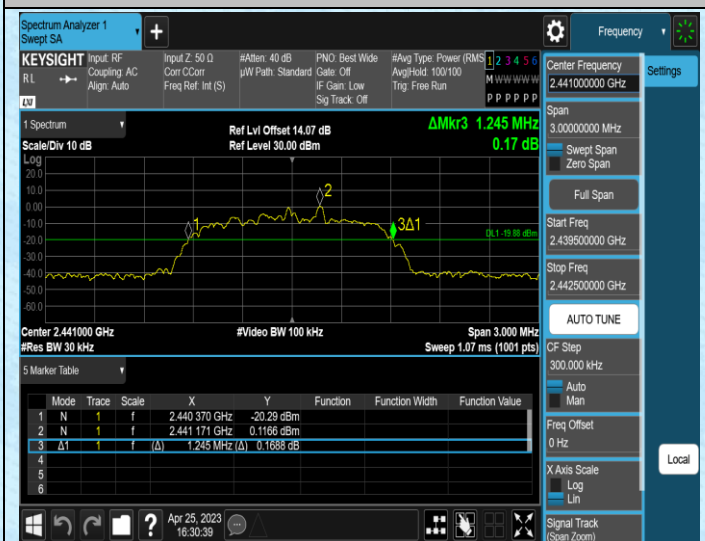 Spectrum Analyzer 1
Swept SA
+
Frequency
KEYSIGHT
RL
LXI
Input: RF
Coupling: AC
Align: Auto
Input Z: 50 Ω
Corr CCorr
Freq Ref: Int (S)
#Atten: 40 dB
µW Path: Standard
PNO: Best Wide
Gate: Off
IF Gain: Low
Sig Track: Off
#Avg Type: Power (RMS
Avg|Hold: 100/100
Trig: Free Run
1 2 3 4 5 6
M W W W W W
P P P P P P
1 Spectrum
Scale/Div 10 dB
Ref Lvl Offset 14.07 dB
Ref Level 30.00 dBm
ΔMkr3 1.245 MHz
0.17 dB
Log
20.0
10.0
0.00
-10.0
-20.0
-30.0
-40.0
-50.0
-60.0
1
2
3Δ1
DL1 -19.88 dBm
Center 2.441000 GHz
#Res BW 30 kHz
#Video BW 100 kHz
Span 3.000 MHz
Sweep 1.07 ms (1001 pts)
5 Marker Table
Mode Trace Scale X Y Function Function Width Function Value
1 N 1 f 2.440 370 GHz -20.29 dBm
2 N 1 f 2.441 171 GHz 0.1166 dBm
3 Δ1 1 f (Δ) 1.245 MHz (Δ) 0.1688 dB
4
5
6
?
Apr 25, 2023
16:30:39
Center Frequency
2.441000000 GHz
Settings
Span
3.00000000 MHz
Swept Span
Zero Span
Full Span
Start Freq
2.439500000 GHz
Stop Freq
2.442500000 GHz
AUTO TUNE
CF Step
300.000 kHz
Auto
Man
Freq Offset
0 Hz
X Axis Scale
Log
Lin
Local
Signal Track
(Span Zoom)